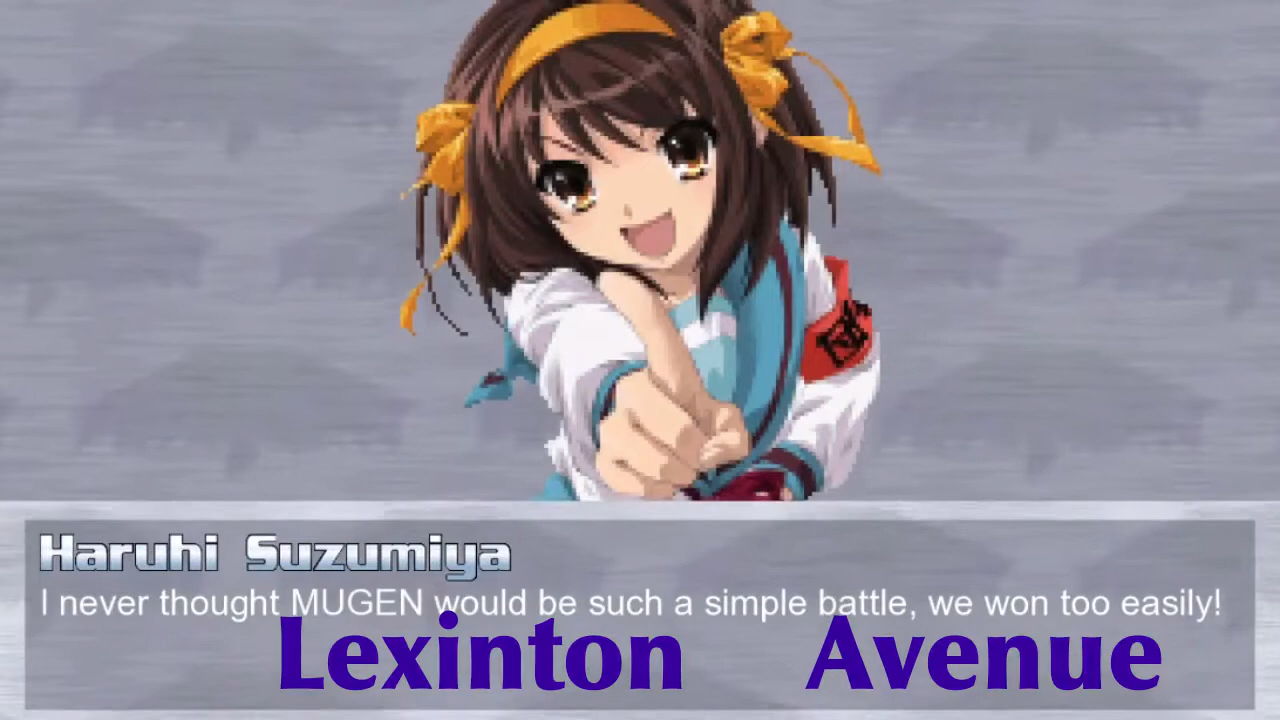 Haruhi Suzumiya
I never thought MUGEN would be such a simple battle, we won too easily!
Lexinton Avenue